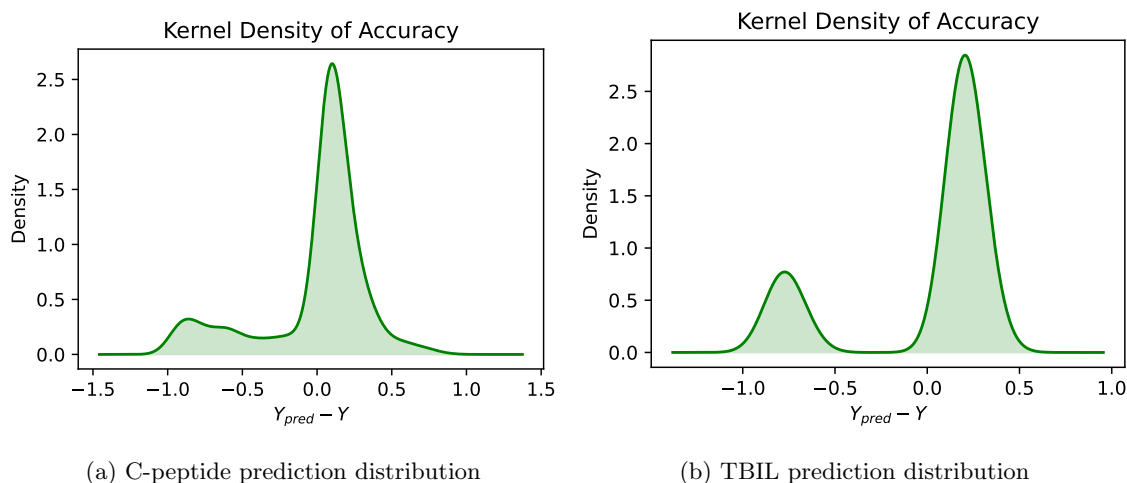 Kernel Density of Accuracy
2.5
2.0
1.5
1.0
0.5
0.0
Density
−1.5 −1.0 −0.5 0.0 0.5 1.0 1.5
Y_pred − Y
(a) C-peptide prediction distribution
Kernel Density of Accuracy
2.5
2.0
1.5
1.0
0.5
0.0
Density
−1.0 −0.5 0.0 0.5 1.0
Y_pred − Y
(b) TBIL prediction distribution